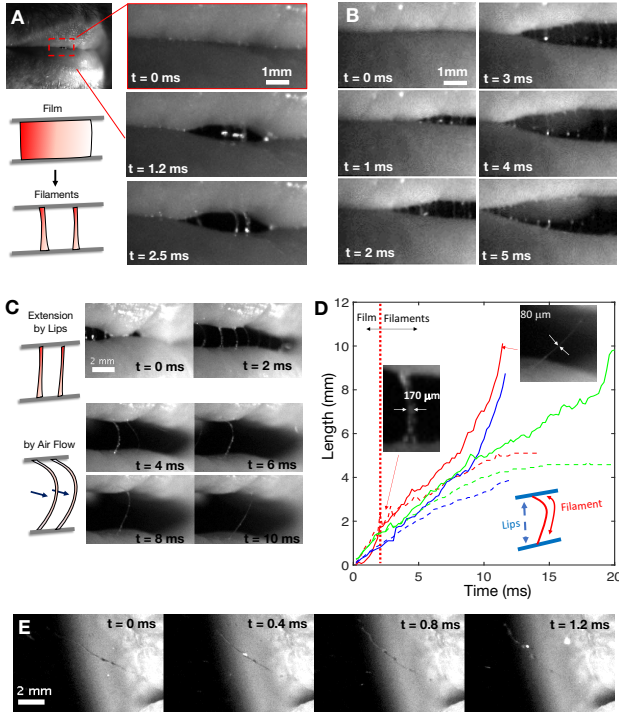 A
t = 0 ms
1mm
Film
Filaments
t = 1.2 ms
t = 2.5 ms
B
t = 0 ms
1mm
t = 3 ms
t = 1 ms
t = 4 ms
t = 2 ms
t = 5 ms
C
Extension
by Lips
2 mm
t = 0 ms
t = 2 ms
by Air Flow
t = 4 ms
t = 6 ms
t = 8 ms
t = 10 ms
D
12
10
8
6
4
2
0
Length (mm)
Film
Filaments
80 μm
170 μm
Lips
Filament
0
5
10
15
20
Time (ms)
E
t = 0 ms
t = 0.4 ms
t = 0.8 ms
t = 1.2 ms
2 mm